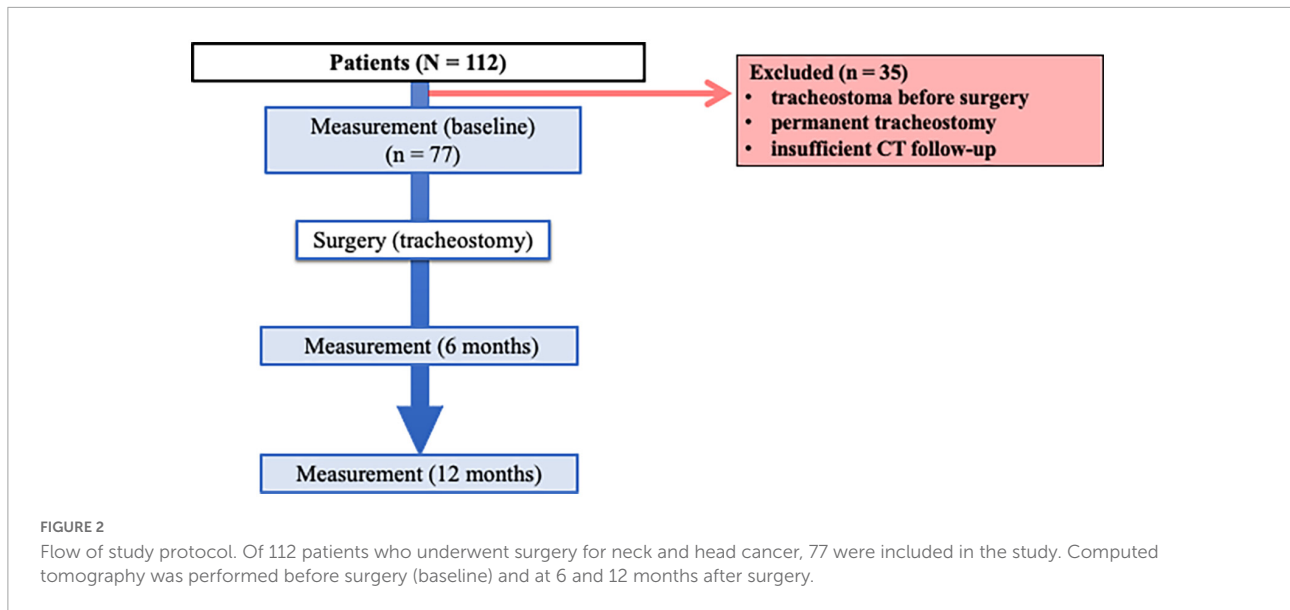 Patients (N = 112)
Excluded (n = 35)
• tracheostoma before surgery
• permanent tracheostomy
• insufficient CT follow-up
Measurement (baseline)
(n = 77)
Surgery (tracheostomy)
Measurement (6 months)
Measurement (12 months)
FIGURE 2
Flow of study protocol. Of 112 patients who underwent surgery for neck and head cancer, 77 were included in the study. Computed
tomography was performed before surgery (baseline) and at 6 and 12 months after surgery.